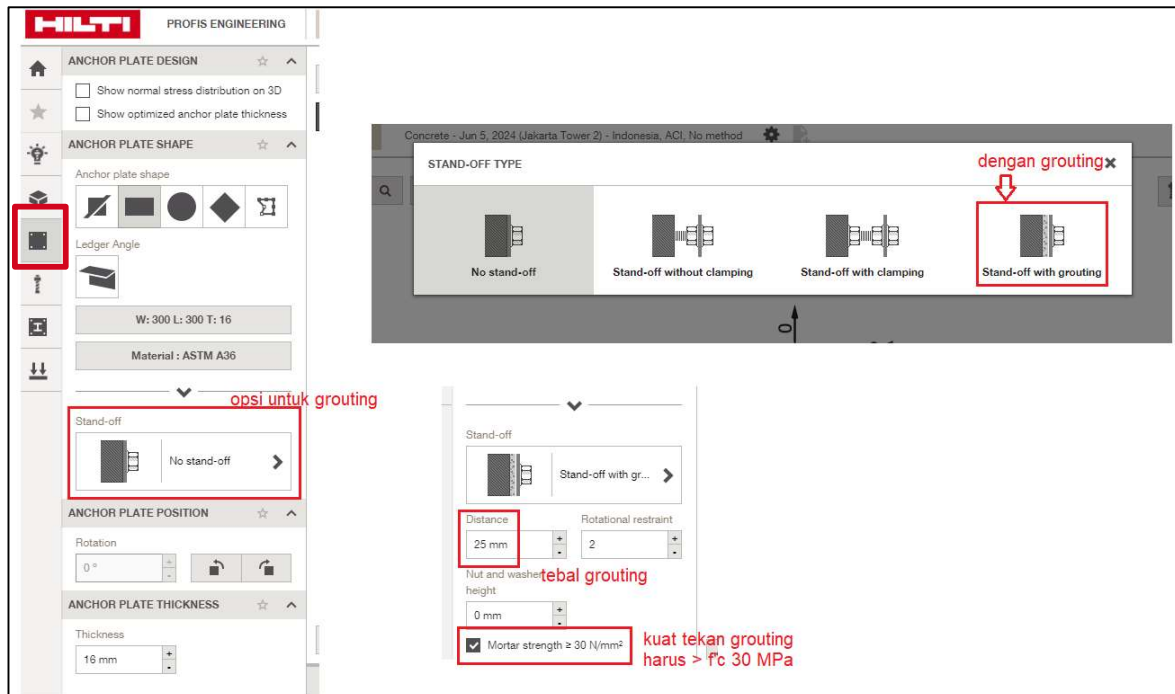 HILTI
PROFIS ENGINEERING
ANCHOR PLATE DESIGN
Show normal stress distribution on 3D
Show optimized anchor plate thickness
ANCHOR PLATE SHAPE
Anchor plate shape
Ledger Angle
W: 300 L: 300 T: 16
Material : ASTM A36
opsi untuk grouting
Stand-off
No stand-off
ANCHOR PLATE POSITION
Rotation
0 °
ANCHOR PLATE THICKNESS
Thickness
16 mm
Concrete - Jun 5, 2024 (Jakarta Tower 2) - Indonesia, ACI, No method
STAND-OFF TYPE
dengan grouting
No stand-off
Stand-off without clamping
Stand-off with clamping
Stand-off with grouting
0
Stand-off
Stand-off with gr...
Distance
Rotational restraint
25 mm
2
Nut and washer
height
tebal grouting
0 mm
Mortar strength ≥ 30 N/mm²
kuat tekan grouting
harus > f'c 30 MPa